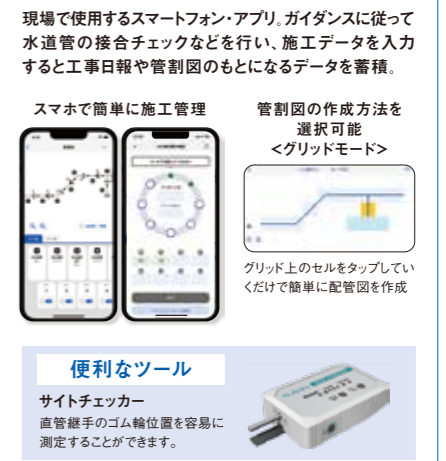 現場で使用するスマートフォン・アプリ。ガイダンスに従って
水道管の接合チェックなどを行い、施工データを入力
すると工事日報や管割図のもとになるデータを蓄積。
スマホで簡単に施工管理
管割図の作成方法を
選択可能
<グリッドモード>
グリッド上のセルをタップしてい
くだけで簡単に配管図を作成
便利なツール
サイトチェッカー
直管継手のゴム輪位置を容易に
測定することができます。